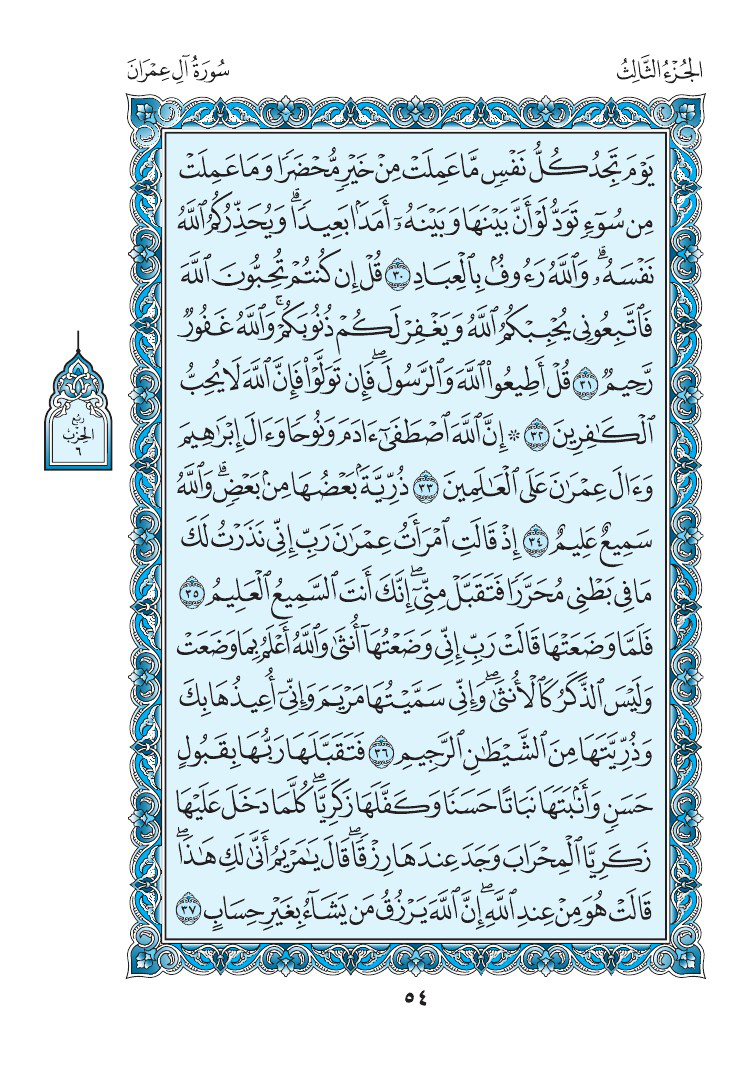 الجُزْءُ الثَّالِثُ
سُورَةُ آلِ عِمْرَانَ
يَوْمَ تَجِدُ كُلُّ نَفْسٖ مَّا عَمِلَتْ مِنْ خَيْرٖ مُّحْضَرٗا وَمَا عَمِلَتْ
مِن سُوٓءٖ تَوَدُّ لَوْ أَنَّ بَيْنَهَا وَبَيْنَهُۥٓ أَمَدَۢا بَعِيدٗاۗ وَيُحَذِّرُكُمُ ٱللَّهُ
نَفْسَهُۥۗ وَٱللَّهُ رَءُوفُۢ بِٱلْعِبَادِ ٣٠ قُلْ إِن كُنتُمْ تُحِبُّونَ ٱللَّهَ
فَٱتَّبِعُونِي يُحْبِبْكُمُ ٱللَّهُ وَيَغْفِرْ لَكُمْ ذُنُوبَكُمْۚ وَٱللَّهُ غَفُورٞ
رَّحِيمٞ ٣١ قُلْ أَطِيعُوا۟ ٱللَّهَ وَٱلرَّسُولَۖ فَإِن تَوَلَّوْا۟ فَإِنَّ ٱللَّهَ لَا يُحِبُّ
ٱلْكَٰفِرِينَ ٣٢ ۞ إِنَّ ٱللَّهَ ٱصْطَفَىٰٓ ءَادَمَ وَنُوحٗا وَءَالَ إِبْرَٰهِيمَ
وَءَالَ عِمْرَٰنَ عَلَى ٱلْعَٰلَمِينَ ٣٣ ذُرِّيَّةَۢ بَعْضُهَا مِنۢ بَعْضٖۗ وَٱللَّهُ
سَمِيعٌ عَلِيمٌ ٣٤ إِذْ قَالَتِ ٱمْرَأَتُ عِمْرَٰنَ رَبِّ إِنِّي نَذَرْتُ لَكَ
مَا فِي بَطْنِي مُحَرَّرٗا فَتَقَبَّلْ مِنِّيٓۖ إِنَّكَ أَنتَ ٱلسَّمِيعُ ٱلْعَلِيمُ ٣٥
فَلَمَّا وَضَعَتْهَا قَالَتْ رَبِّ إِنِّي وَضَعْتُهَآ أُنثَىٰ وَٱللَّهُ أَعْلَمُ بِمَا وَضَعَتْ
وَلَيْسَ ٱلذَّكَرُ كَٱلْأُنثَىٰۖ وَإِنِّي سَمَّيْتُهَا مَرْيَمَ وَإِنِّيٓ أُعِيذُهَا بِكَ
وَذُرِّيَّتَهَا مِنَ ٱلشَّيْطَٰنِ ٱلرَّجِيمِ ٣٦ فَتَقَبَّلَهَا رَبُّهَا بِقَبُولٍ
حَسَنٖ وَأَنۢبَتَهَا نَبَاتًا حَسَنٗا وَكَفَّلَهَا زَكَرِيَّاۖ كُلَّمَا دَخَلَ عَلَيْهَا
زَكَرِيَّا ٱلْمِحْرَابَ وَجَدَ عِندَهَا رِزْقٗاۖ قَالَ يَٰمَرْيَمُ أَنَّىٰ لَكِ هَٰذَاۖ
قَالَتْ هُوَ مِنْ عِندِ ٱللَّهِۖ إِنَّ ٱللَّهَ يَرْزُقُ مَن يَشَآءُ بِغَيْرِ حِسَابٍ ٣٧
رُبْعُ
الحِزْبِ
٦
٥٤